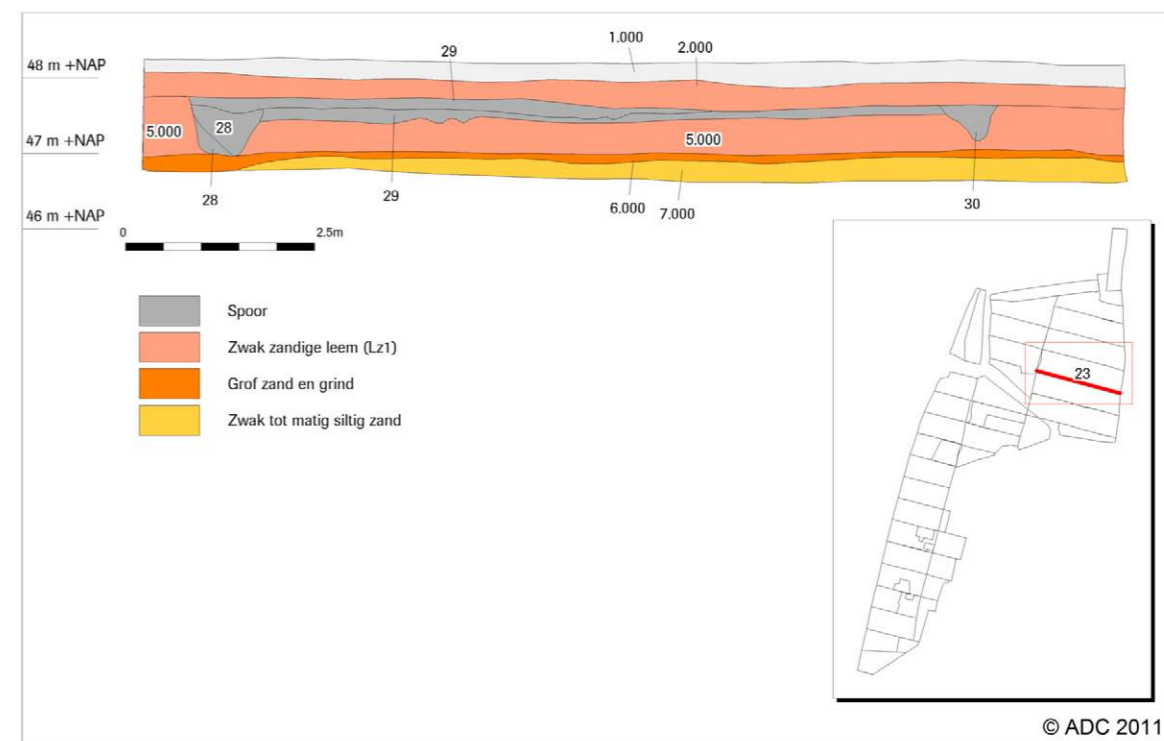 1.000
2.000
29
48 m +NAP
5.000
28
47 m +NAP
5.000
28
29
6.000
7.000
30
46 m +NAP
0
2.5m
Spoor
Zwak zandige leem (Lz1)
Grof zand en grind
Zwak tot matig siltig zand
23
© ADC 2011